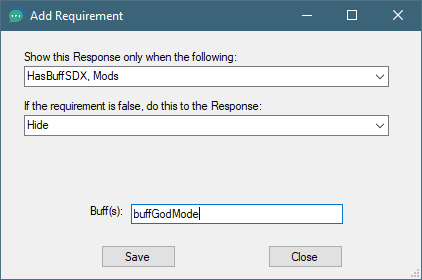 Add Requirement
Show this Response only when the following:
HasBuffSDX, Mods
If the requirement is false, do this to the Response:
Hide
Buff(s): buffGodMode
Save Close